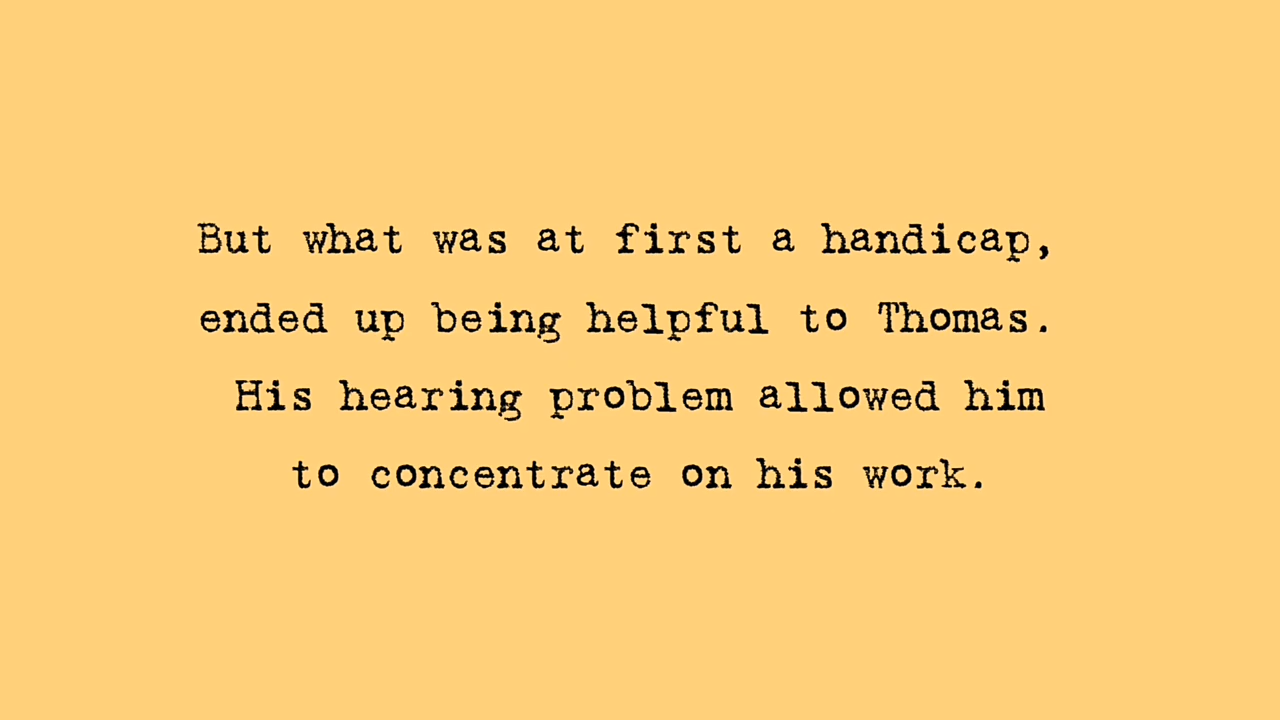 But what was at first a handicap,
ended up being helpful to Thomas.
His hearing problem allowed him
to concentrate on his work.